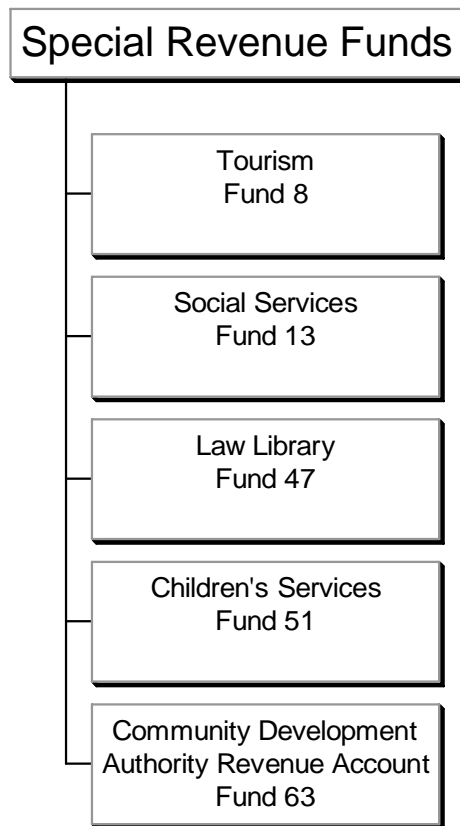 Special Revenue Funds
Tourism
Fund 8
Social Services
Fund 13
Law Library
Fund 47
Children's Services
Fund 51
Community Development
Authority Revenue Account
Fund 63